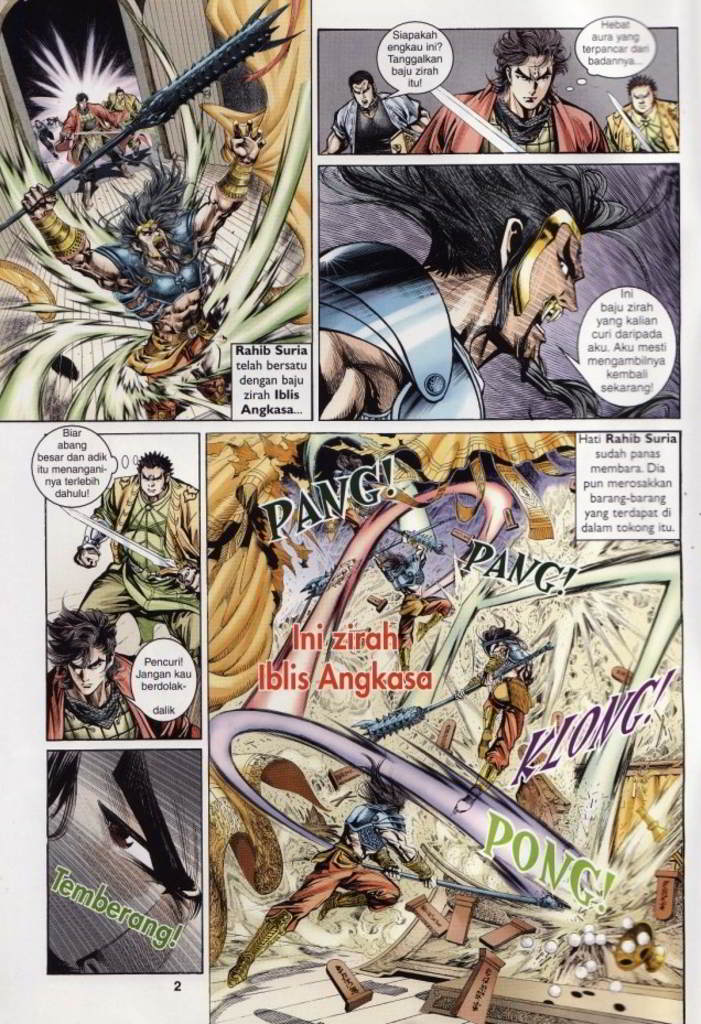 Rahib Suria
telah bersatu
dengan baju
zirah Iblis
Angkasa...
Siapakah
engkau ini?
Tanggalkan
baju zirah
itu!
Hebat
aura yang
terpancar dari
badannya...
Ini
baju zirah
yang kalian
curi daripada
aku. Aku mesti
mengambilnya
kembali
sekarang!
Biar
abang
besar dan adik
itu menangani-
nya terlebih
dahulu!
Pencuri!
Jangan kau
berdolak-
dalik
Temberang!
Hati Rahib Suria
sudah panas
membara. Dia
pun merosakkan
barang-barang
yang terdapat di
dalam tokong itu.
PANG!
PANG!
Ini zirah
Iblis Angkasa
KLONG!
PONG!
2